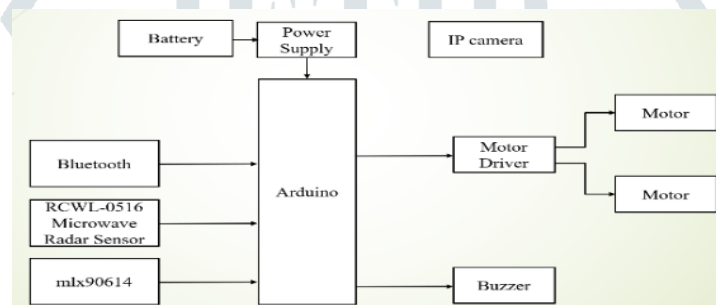 Battery
Power
Supply
IP camera
Motor
Bluetooth
Arduino
Motor
Driver
Motor
RCWL-0516
Microwave
Radar Sensor
mlx90614
Buzzer